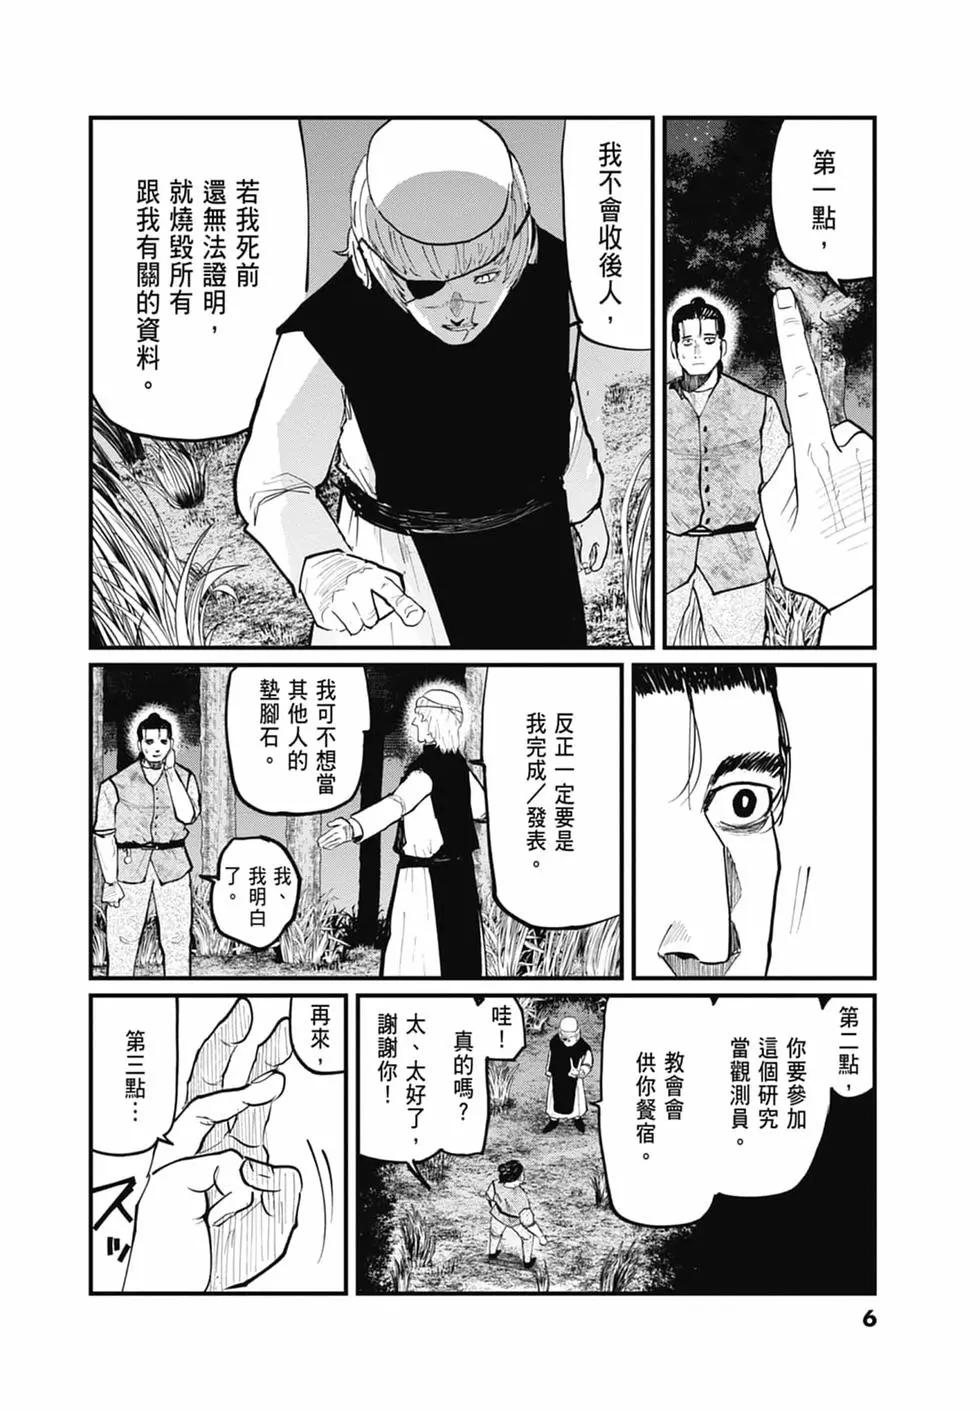 第一點，
我不會收後人，
若我死前
還無法證明，
就燒毀所有
跟我有關的資料。
反正一定要是
我完成／發表。
我可不想當
其他人的
墊腳石。
我、
我明白
了。
第二點，
你要參加
這個研究
當觀測員。
教會會
供你餐宿。
哇！
真的嗎？
太、太好了，
謝謝你！
再來，
第三點…
スッ
6